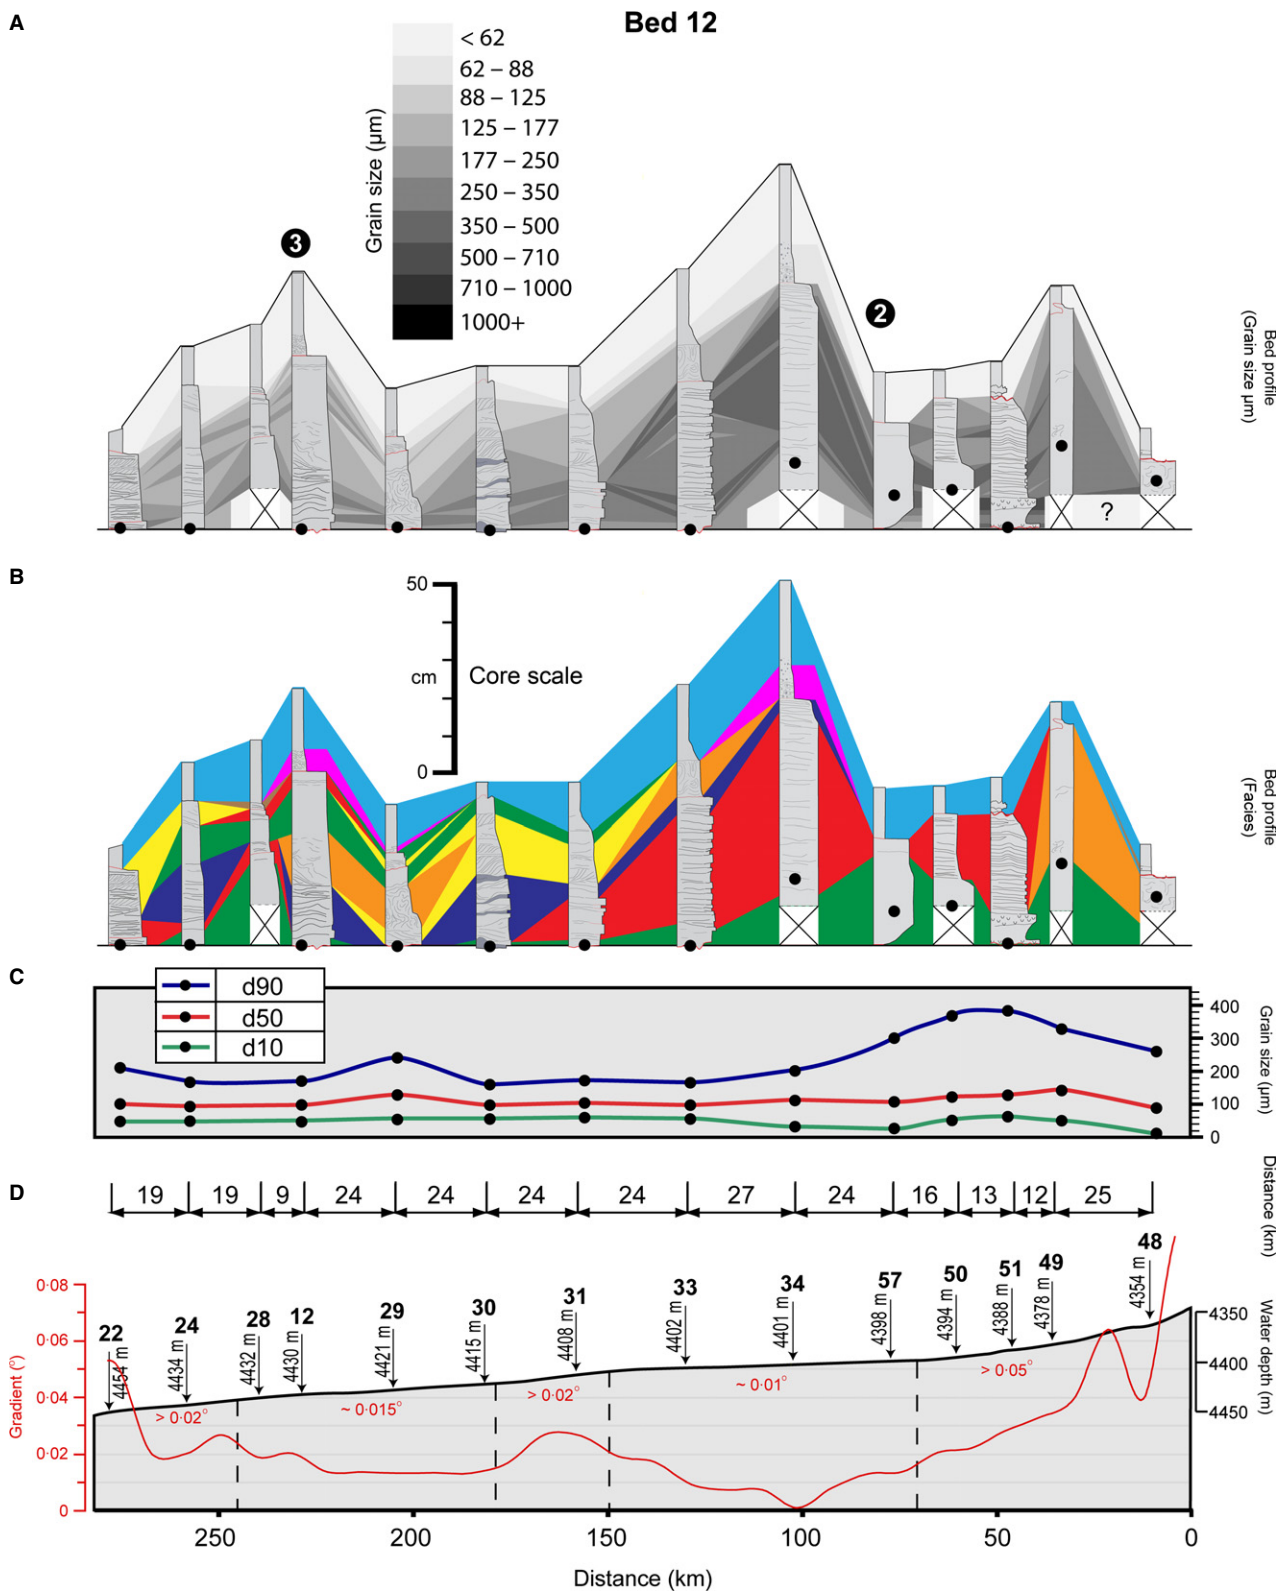 A
Bed 12
Grain size (µm)
< 62
62 – 88
88 – 125
125 – 177
177 – 250
250 – 350
350 – 500
500 – 710
710 – 1000
1000+
3
2
?
Bed profile
(Grain size µm)
B
50
cm
0
Core scale
Bed profile
(Facies)
C
d90
d50
d10
400
300
200
100
0
Grain size (µm)
D
19 19 9 24 24 24 24 27 24 16 13 12 25
Distance (km)
22 24 28 12 29 30 31 33 34 57 50 51 49 48
4454 m 4434 m 4432 m 4430 m 4421 m 4415 m 4408 m 4402 m 4401 m 4398 m 4394 m 4388 m 4378 m 4354 m
0·08
0·06
0·04
0·02
0
Gradient (°)
> 0·02° ~ 0·015° > 0·02° ~ 0·01° > 0·05°
4350
4400
4450
Water depth (m)
250 200 150 100 50 0
Distance (km)